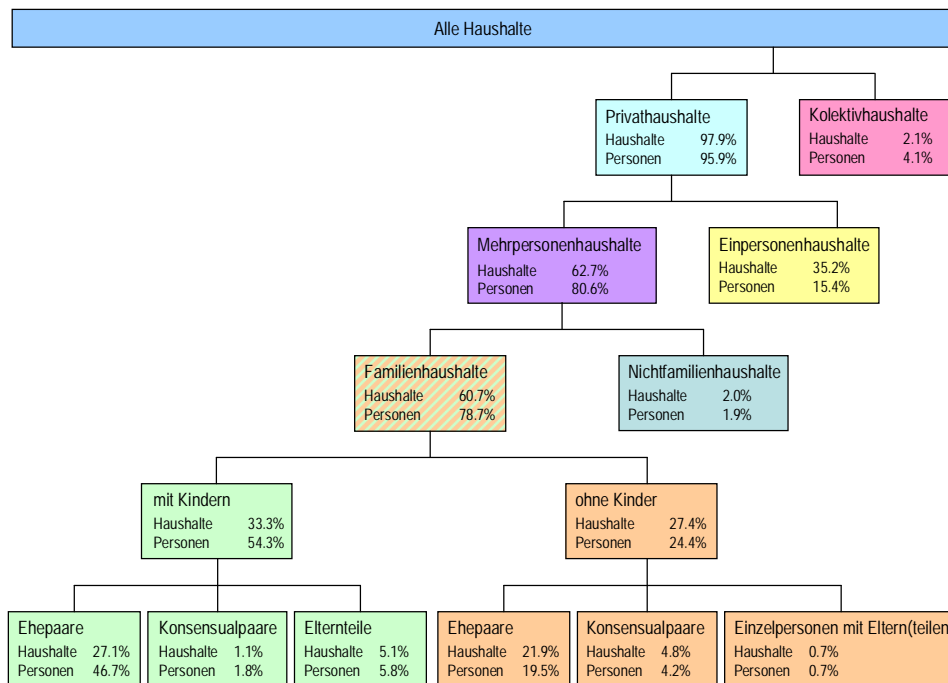 Alle Haushalte
Privathaushalte
Haushalte 97.9%
Personen 95.9%
Kolektivhaushalte
Haushalte 2.1%
Personen 4.1%
Mehrpersonenhaushalte
Haushalte 62.7%
Personen 80.6%
Einpersonenhaushalte
Haushalte 35.2%
Personen 15.4%
Familienhaushalte
Haushalte 60.7%
Personen 78.7%
Nichtfamilienhaushalte
Haushalte 2.0%
Personen 1.9%
mit Kindern
Haushalte 33.3%
Personen 54.3%
ohne Kinder
Haushalte 27.4%
Personen 24.4%
Ehepaare
Haushalte 27.1%
Personen 46.7%
Konsensualpaare
Haushalte 1.1%
Personen 1.8%
Elternteile
Haushalte 5.1%
Personen 5.8%
Ehepaare
Haushalte 21.9%
Personen 19.5%
Konsensualpaare
Haushalte 4.8%
Personen 4.2%
Einzelpersonen mit Eltern(teilen
Haushalte 0.7%
Personen 0.7%